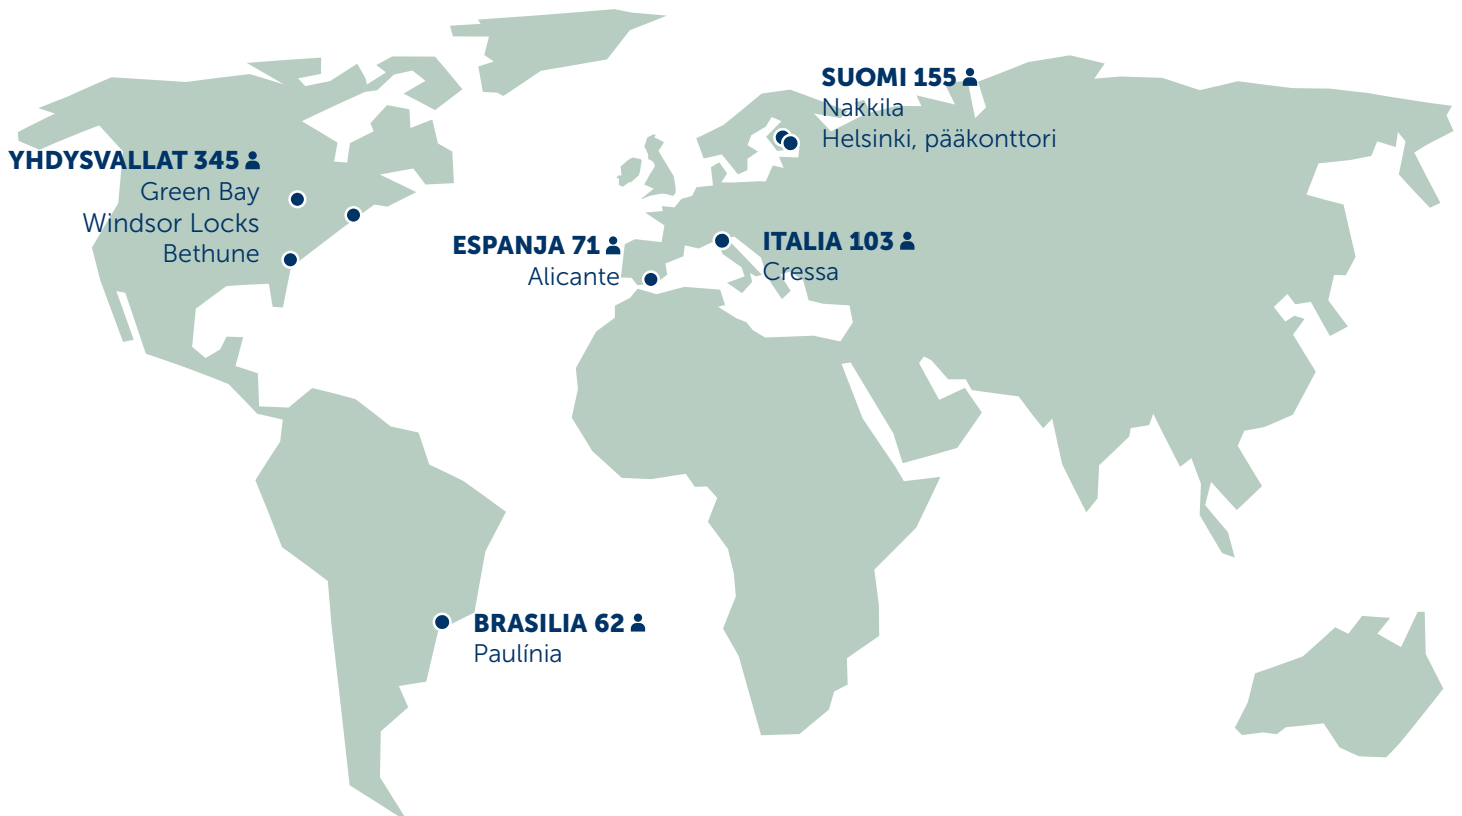 SUOMI 155
Nakkila
Helsinki, pääkonttori
YHDYSVALLAT 345
Green Bay
Windsor Locks
Bethune
ESPANJA 71
Alicante
ITALIA 103
Cressa
BRASILIA 62
Paulínia